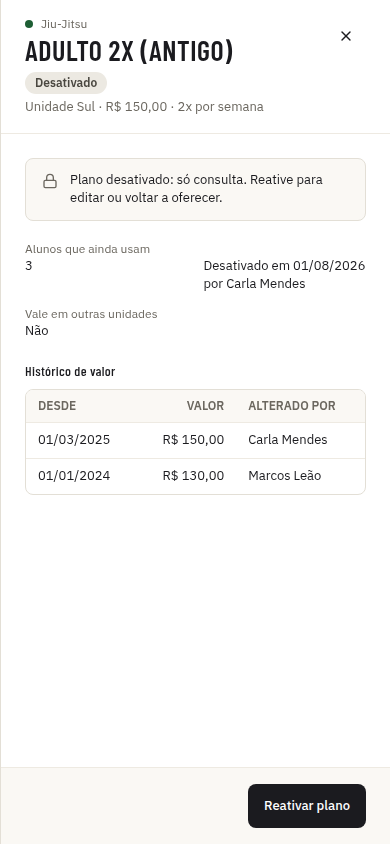 Jiu-Jitsu
ADULTO 2X (ANTIGO)
Desativado
Unidade Sul · R$ 150,00 · 2x por semana
Plano desativado: só consulta. Reative para
editar ou voltar a oferecer.
Alunos que ainda usam
3
Desativado em 01/08/2026
por Carla Mendes
Vale em outras unidades
Não
Histórico de valor
DESDE VALOR ALTERADO POR
01/03/2025 R$ 150,00 Carla Mendes
01/01/2024 R$ 130,00 Marcos Leão
Reativar plano